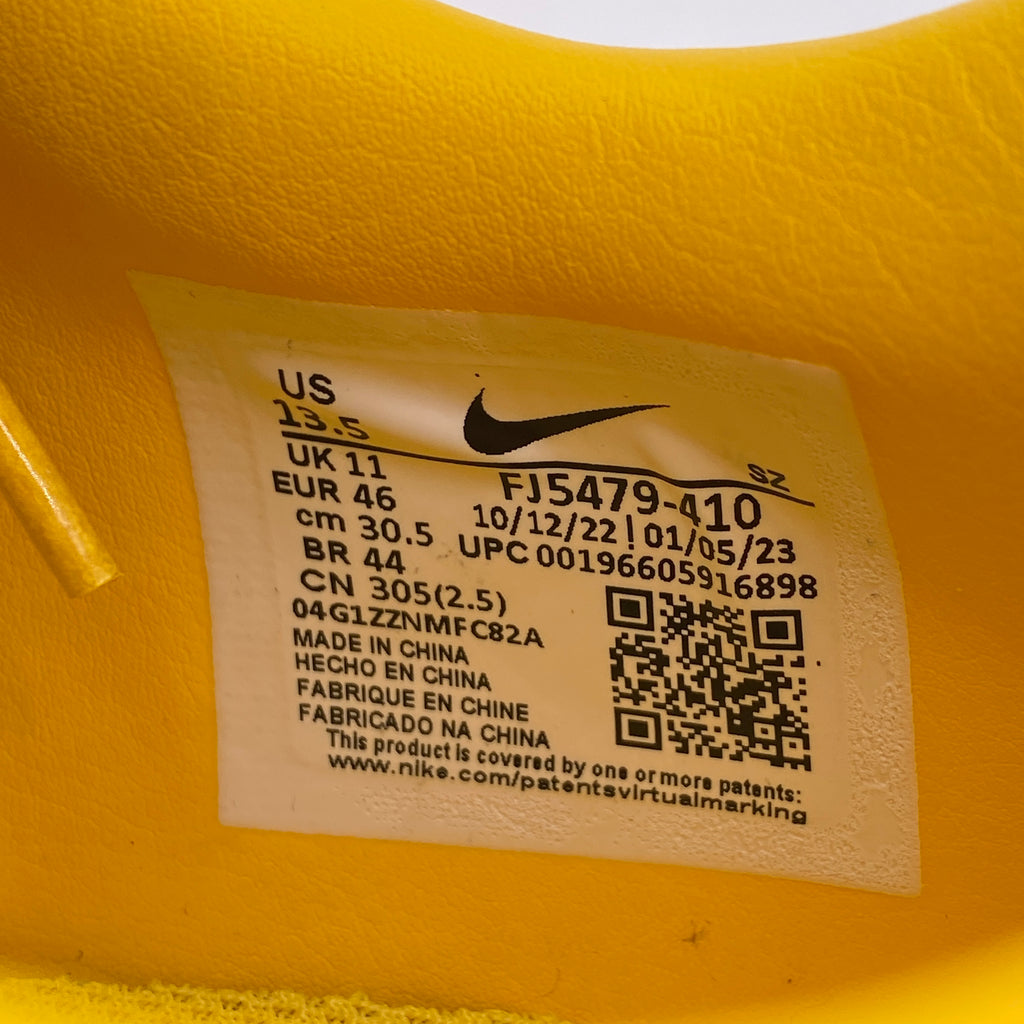 US
13.5
SZ
UK 11
FJ5479-410
EUR 46
10/12/22 | 01/05/23
cm 30.5
UPC 00196605916898
BR 44
CN 305(2.5)
04G1ZZNMFC82A
MADE IN CHINA
HECHO EN CHINA
FABRIQUE EN CHINE
FABRICADO NA CHINA
This product is covered by one or more patents:
www.nike.com/patentsvirtualmarking